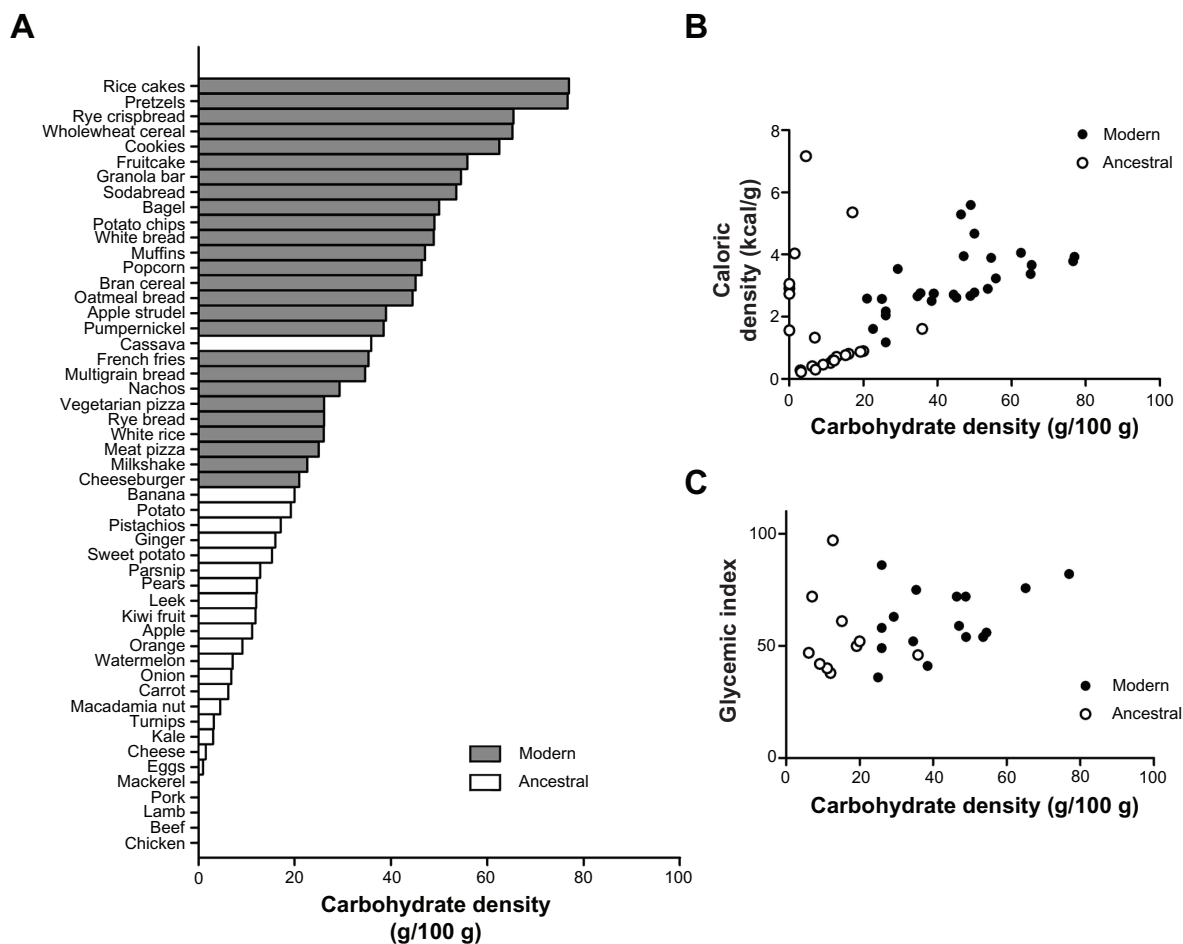 A
Rice cakes
Pretzels
Rye crispbread
Wholewheat cereal
Cookies
Fruitcake
Granola bar
Sodabread
Bagel
Potato chips
White bread
Muffins
Popcorn
Bran cereal
Oatmeal bread
Apple strudel
Pumpernickel
Cassava
French fries
Multigrain bread
Nachos
Vegetarian pizza
Rye bread
White rice
Meat pizza
Milkshake
Cheeseburger
Banana
Potato
Pistachios
Ginger
Sweet potato
Parsnip
Pears
Leek
Kiwi fruit
Apple
Orange
Watermelon
Onion
Carrot
Macadamia nut
Turnips
Kale
Cheese
Eggs
Mackerel
Pork
Lamb
Beef
Chicken
Modern
Ancestral
0 20 40 60 80 100
Carbohydrate density
(g/100 g)
B
Caloric
density (kcal/g)
8
6
4
2
0
Modern
Ancestral
0 20 40 60 80 100
Carbohydrate density (g/100 g)
C
Glycemic index
100
50
0
Modern
Ancestral
0 20 40 60 80 100
Carbohydrate density (g/100 g)